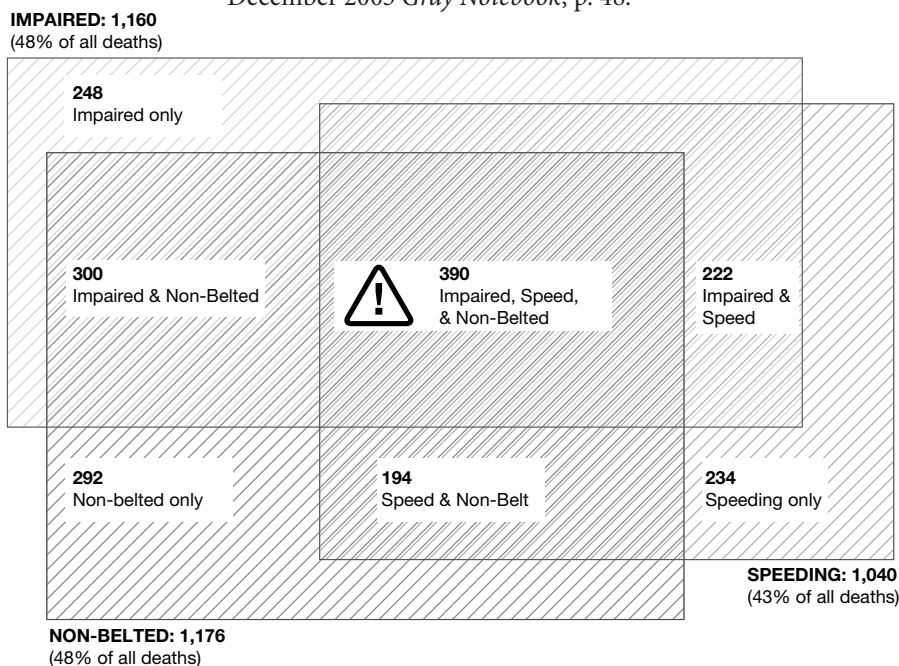 December 2005 Gray Notebook, p. 48.
IMPAIRED: 1,160
(48% of all deaths)
248
Impaired only
300
Impaired & Non-Belted
390
Impaired, Speed,
& Non-Belted
222
Impaired &
Speed
292
Non-belted only
194
Speed & Non-Belt
234
Speeding only
SPEEDING: 1,040
(43% of all deaths)
NON-BELTED: 1,176
(48% of all deaths)